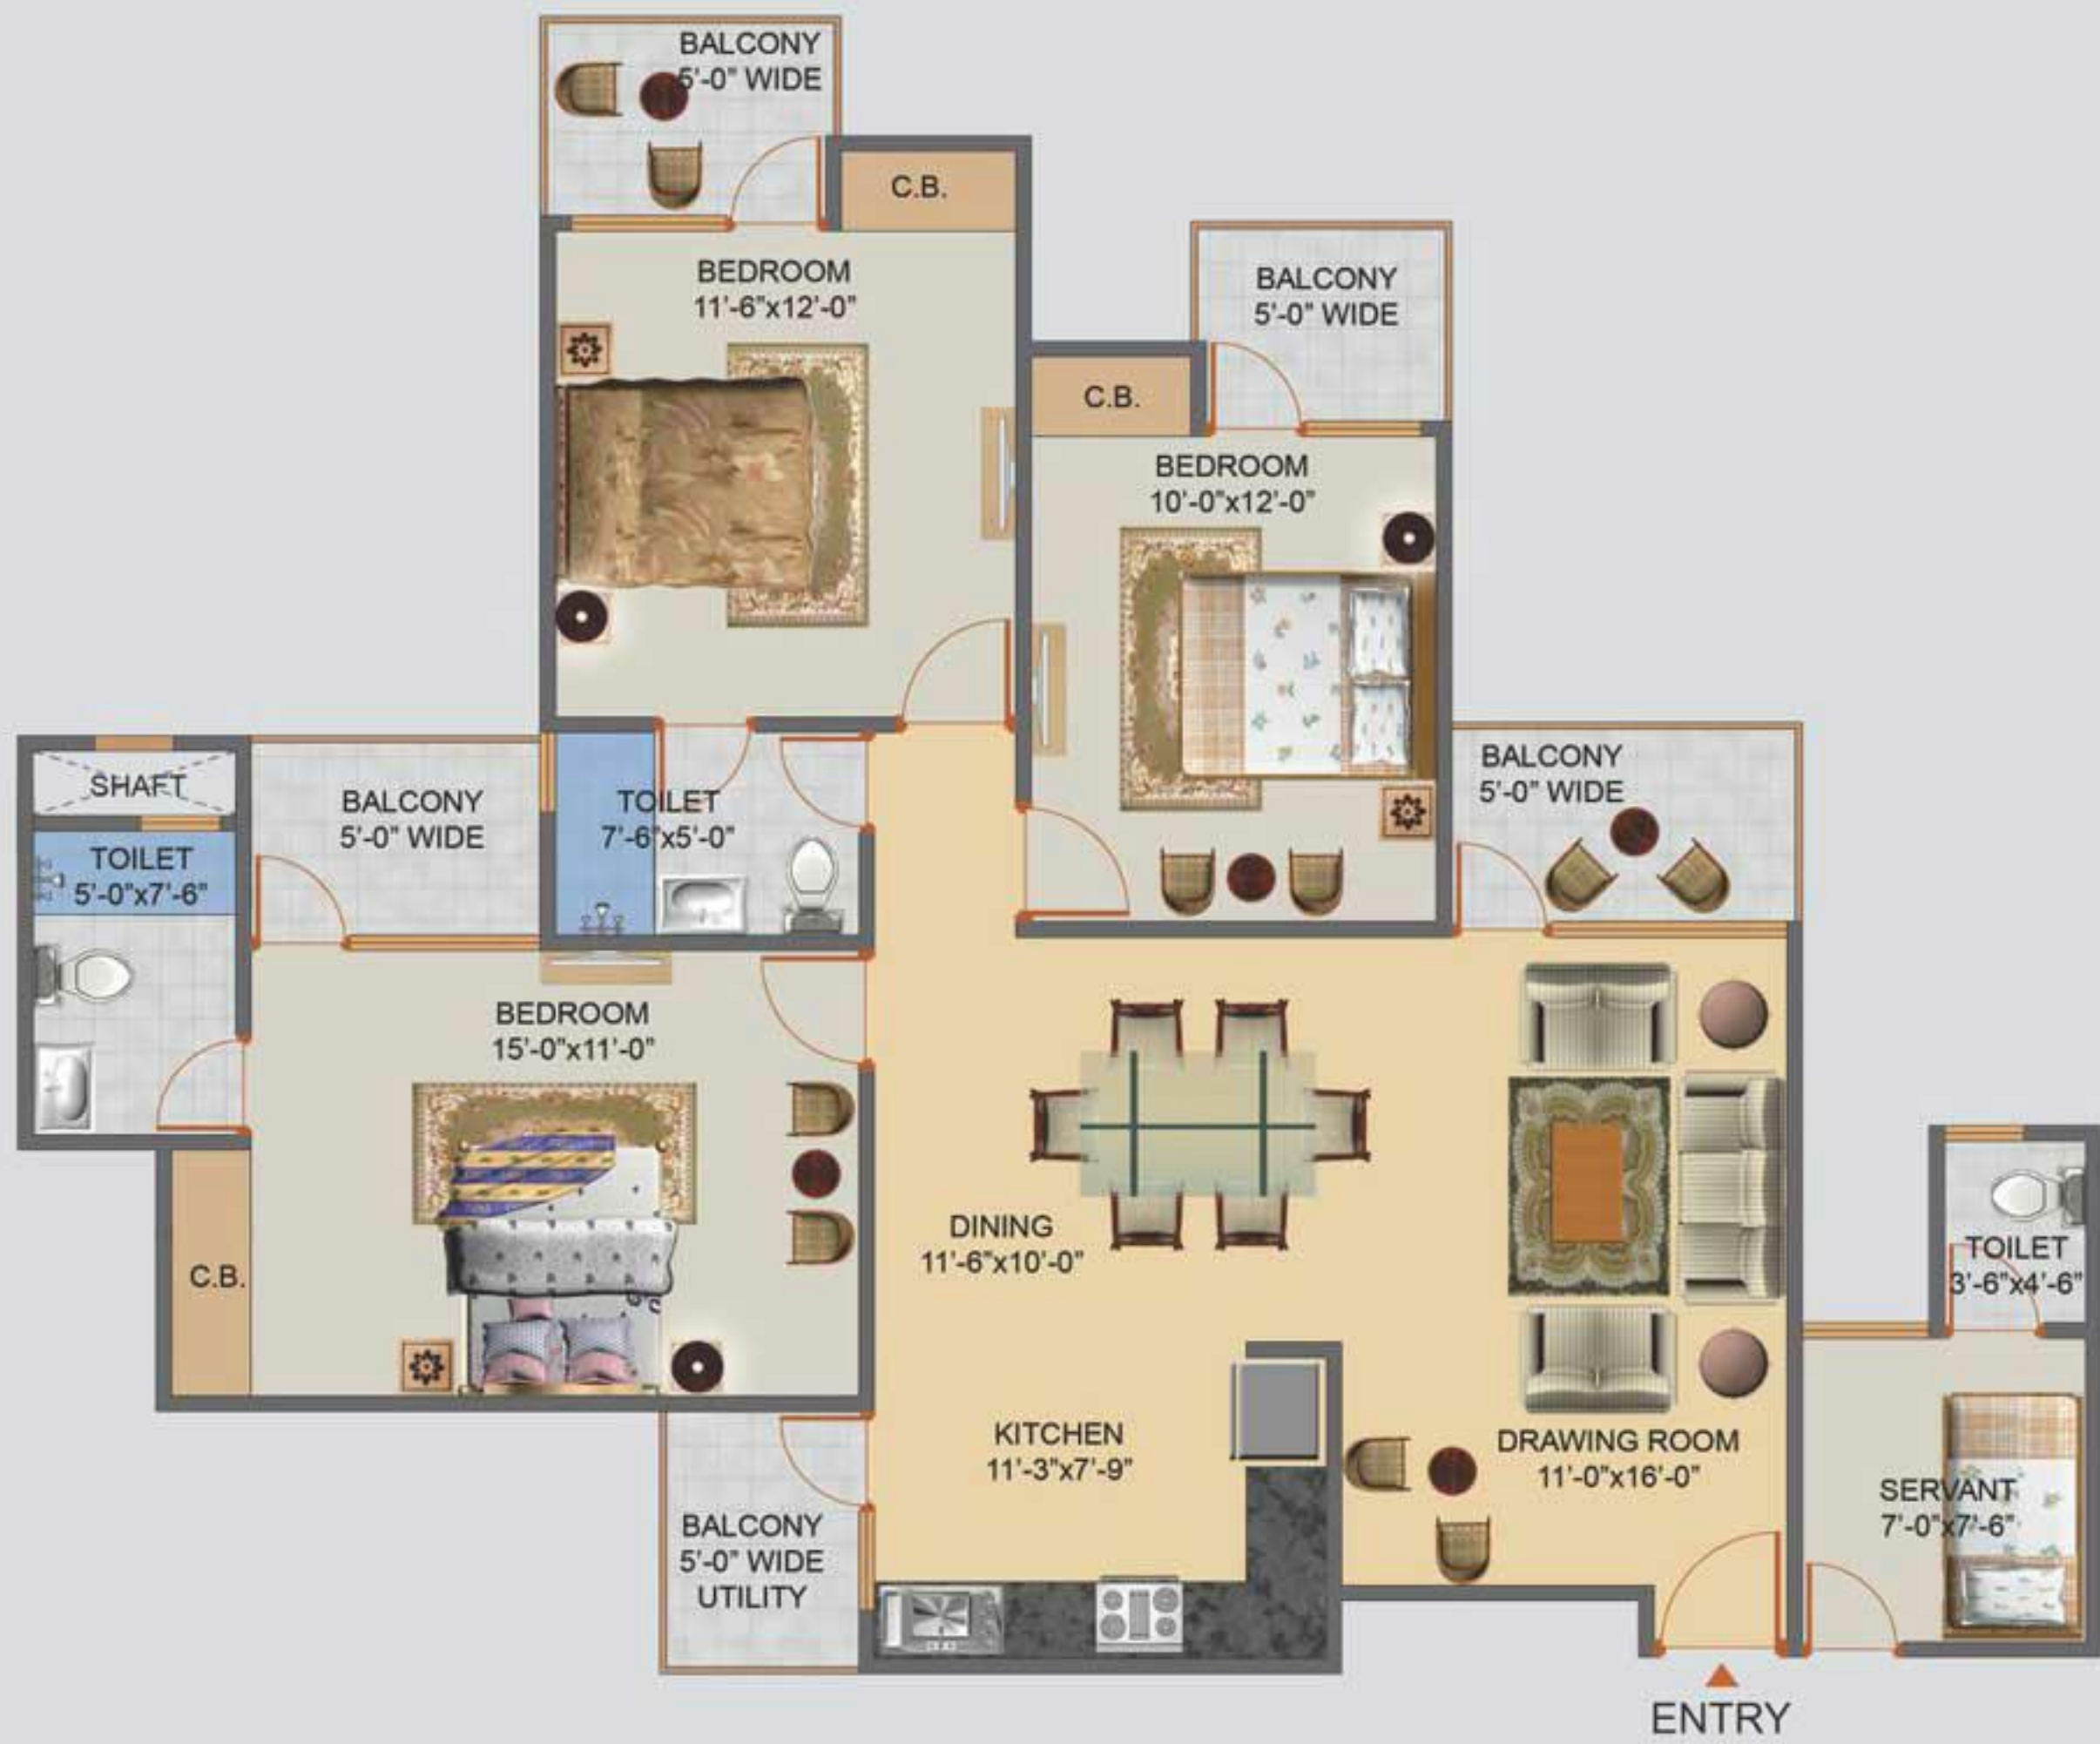 BALCONY
5'-0" WIDE
C.B.
BEDROOM
11'-6"x12'-0"
BALCONY
5'-0" WIDE
C.B.
BEDROOM
10'-0"x12'-0"
SHAFT
BALCONY
5'-0" WIDE
TOILET
7'-6"x5'-0"
BALCONY
5'-0" WIDE
TOILET
5'-0"x7'-6"
BEDROOM
15'-0"x11'-0"
C.B.
DINING
11'-6"x10'-0"
TOILET
3'-6"x4'-6"
KITCHEN
11'-3"x7'-9"
DRAWING ROOM
11'-0"x16'-0"
SERVANT
7'-0"x7'-6"
BALCONY
5'-0" WIDE
UTILITY
ENTRY